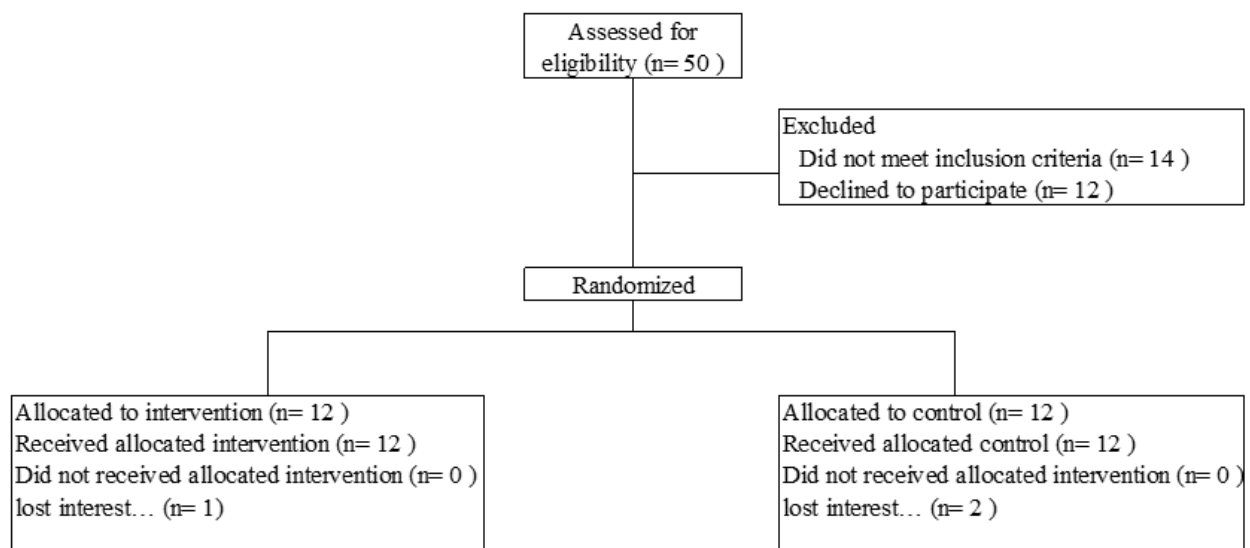 Assessed for
eligibility (n= 50 )
Excluded
Did not meet inclusion criteria (n= 14 )
Declined to participate (n= 12 )
Randomized
Allocated to intervention (n= 12 )
Received allocated intervention (n= 12 )
Did not received allocated intervention (n= 0 )
lost interest… (n= 1)
Allocated to control (n= 12 )
Received allocated control (n= 12 )
Did not received allocated intervention (n= 0 )
lost interest… (n= 2 )